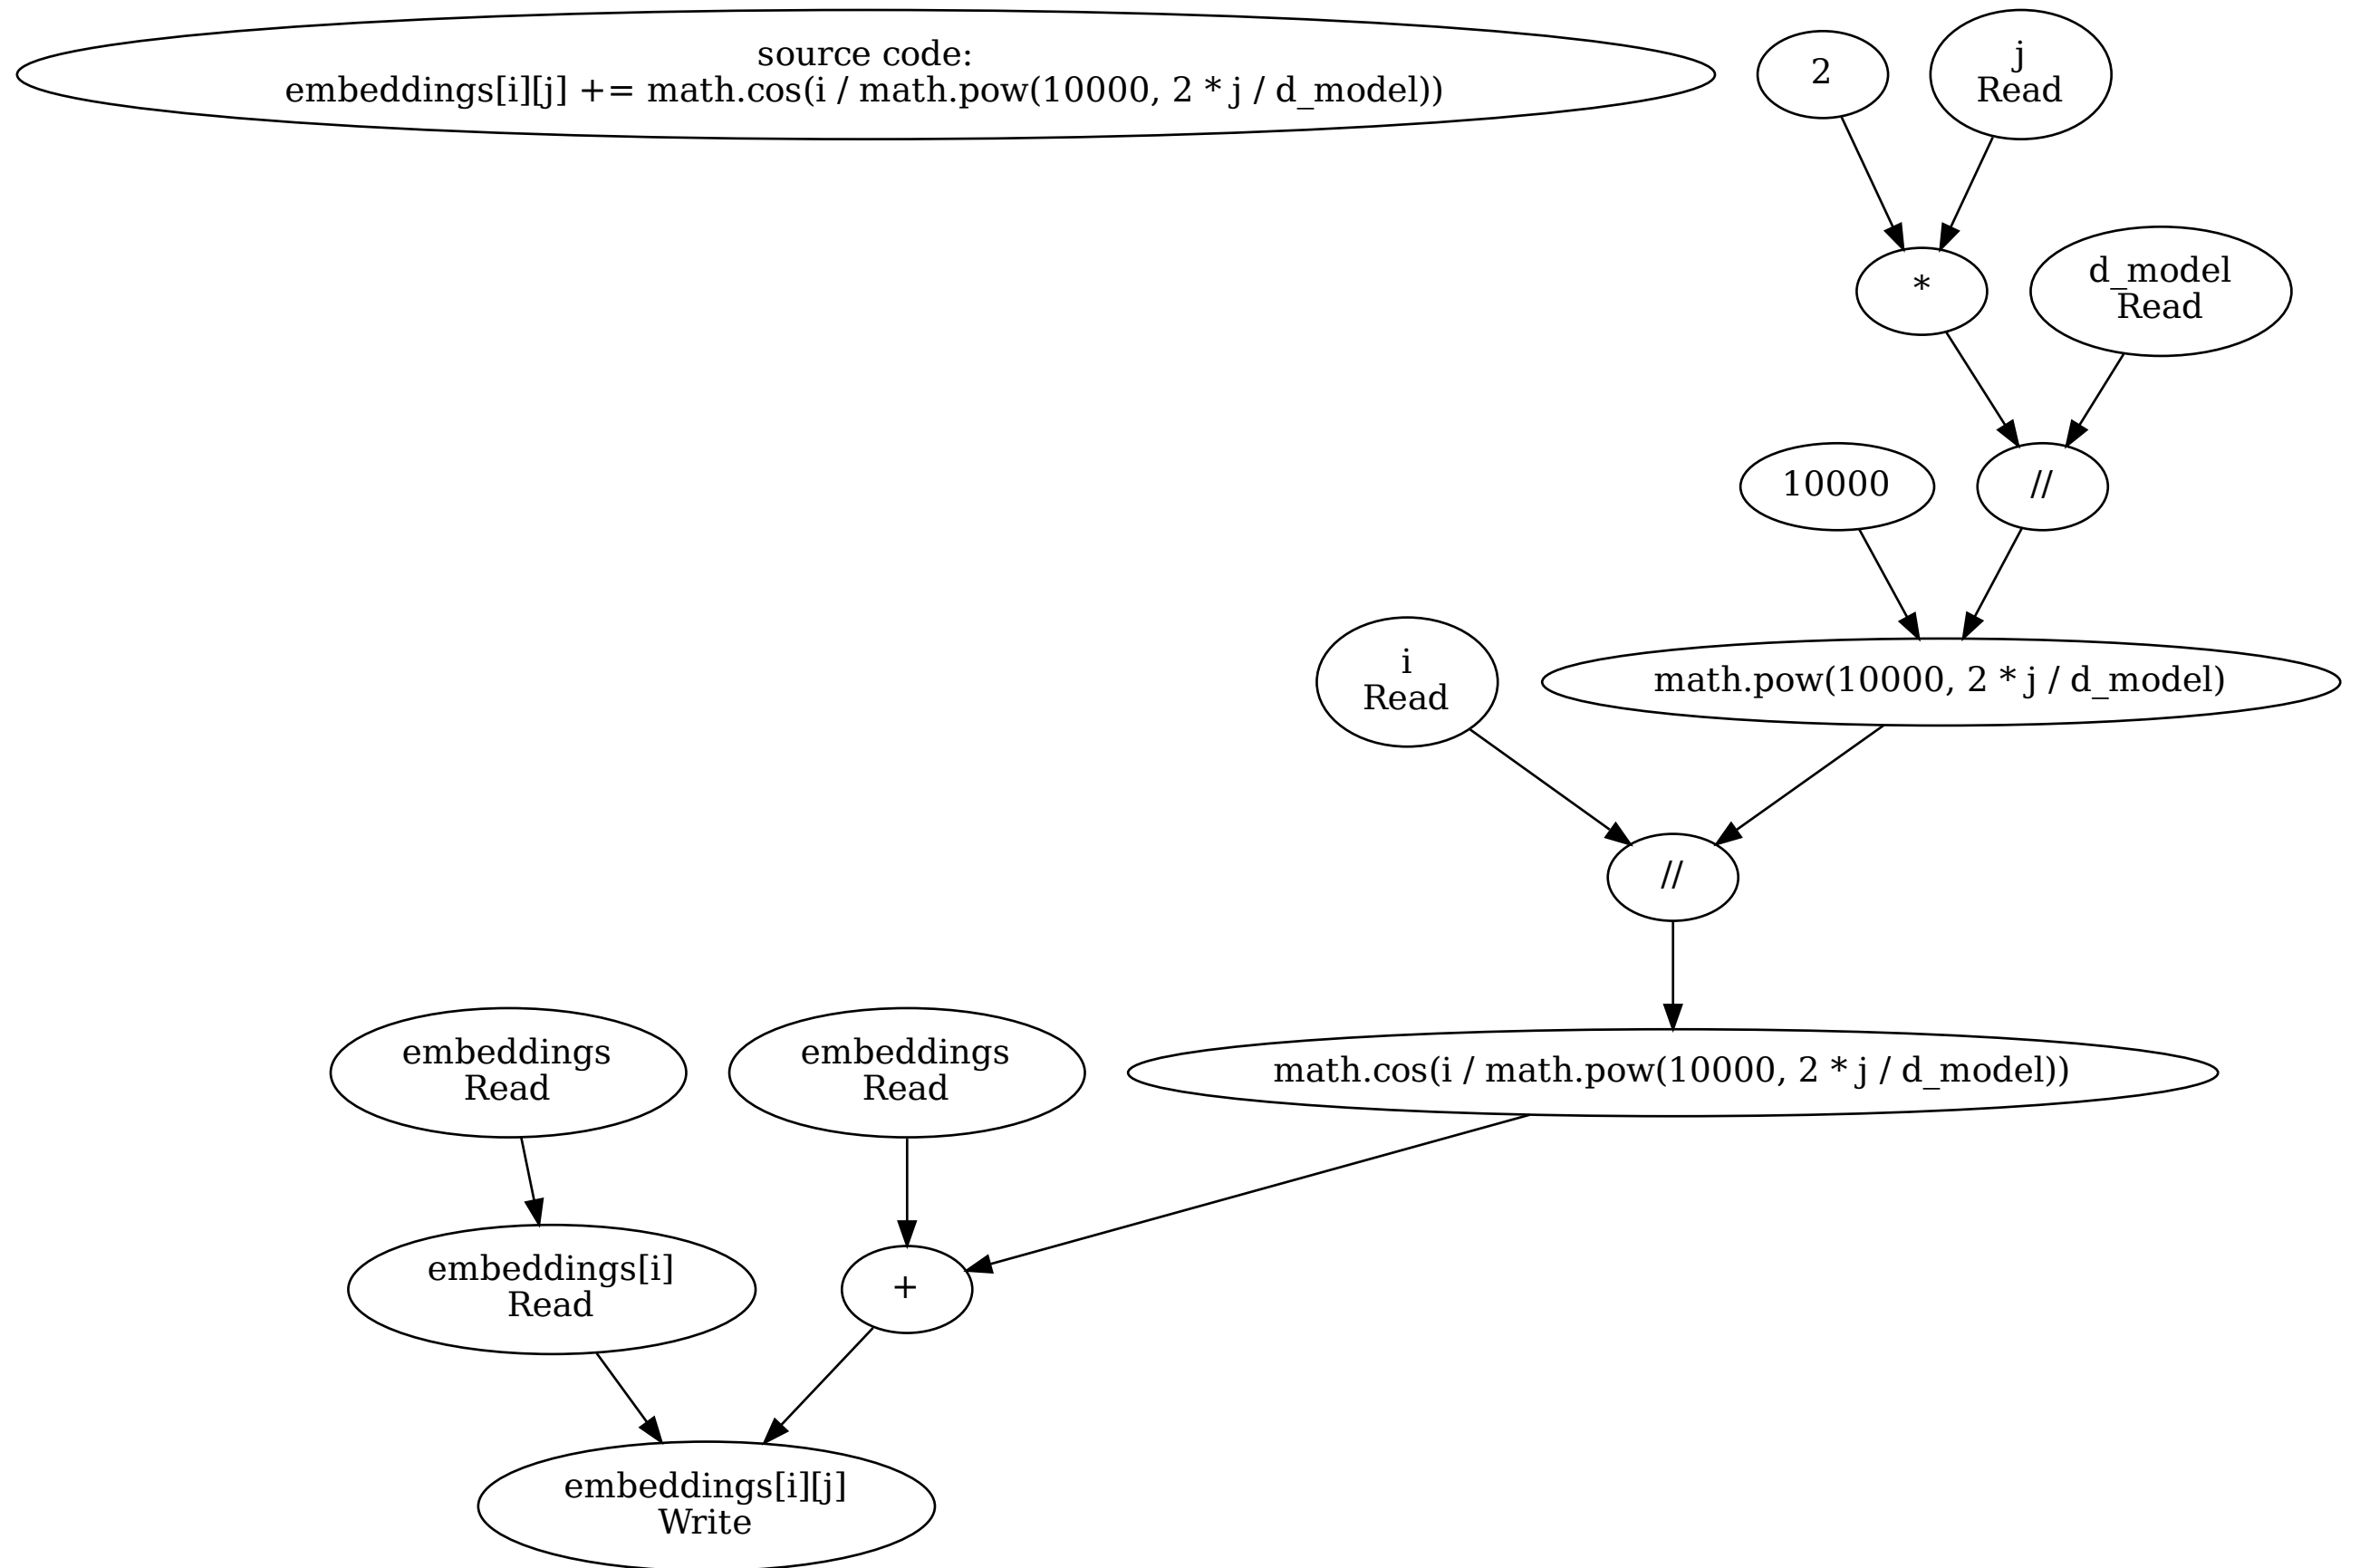 source code:
embeddings[i][j] += math.cos(i / math.pow(10000, 2 * j / d_model))
2
j
Read
*
d_model
Read
10000
//
i
Read
math.pow(10000, 2 * j / d_model)
//
embeddings
Read
embeddings
Read
math.cos(i / math.pow(10000, 2 * j / d_model))
embeddings[i]
Read
+
embeddings[i][j]
Write